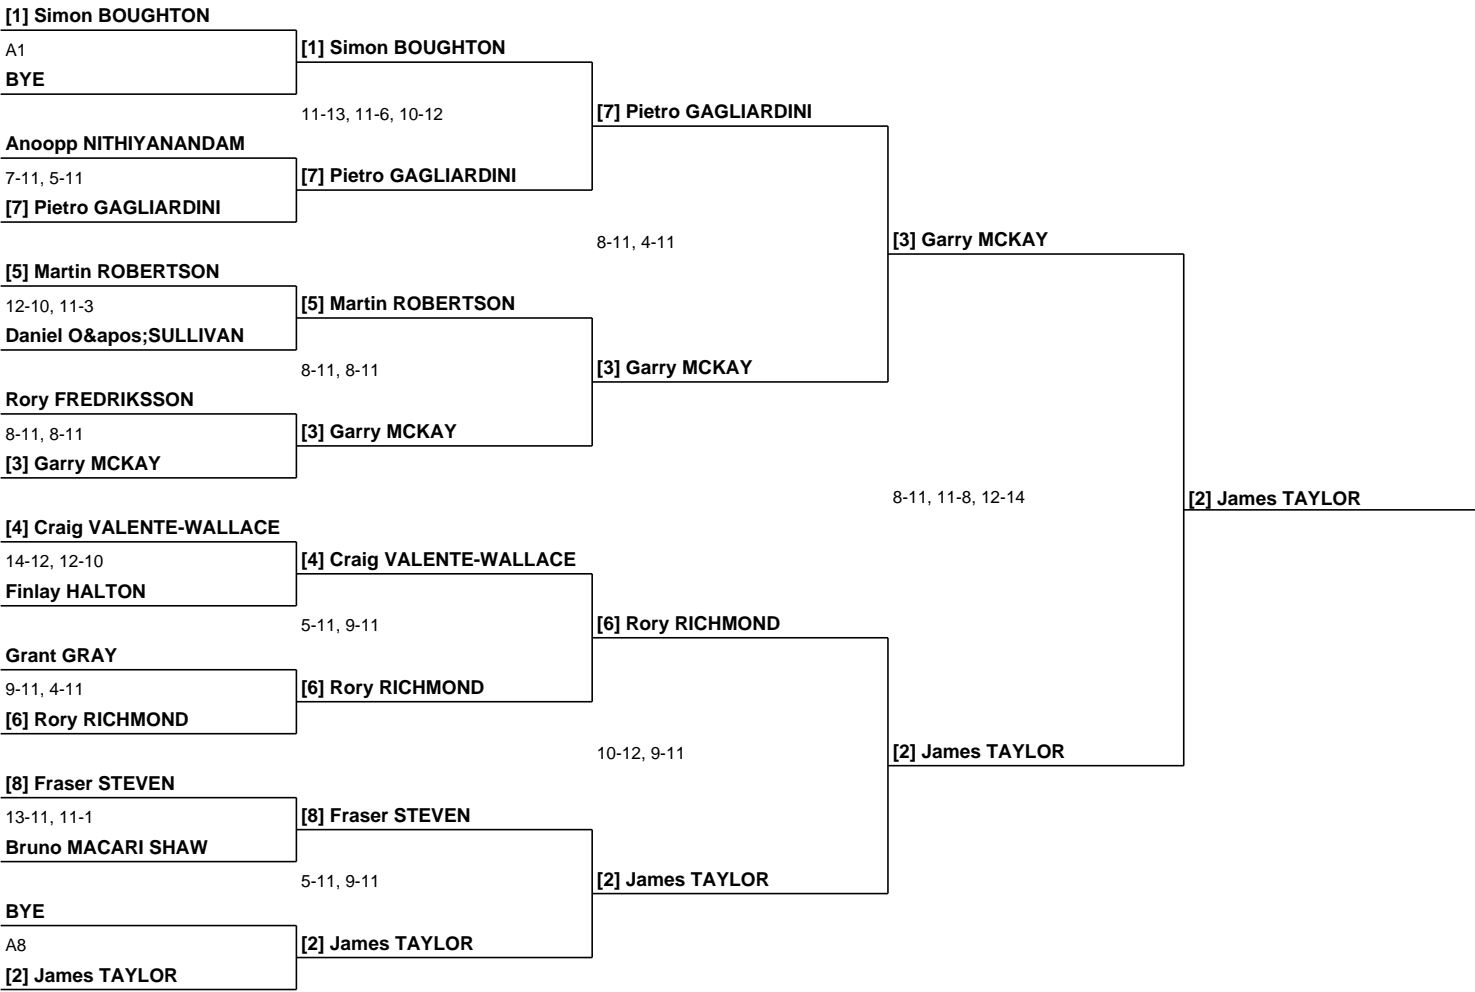 [1] Simon BOUGHTON
A1
BYE
Anoopp NITHIYANANDAM
7-11, 5-11
[7] Pietro GAGLIARDINI
[5] Martin ROBERTSON
12-10, 11-3
Daniel O&apos;SULLIVAN
Rory FREDRIKSSON
8-11, 8-11
[3] Garry MCKAY
[4] Craig VALENTE-WALLACE
14-12, 12-10
Finlay HALTON
Grant GRAY
9-11, 4-11
[6] Rory RICHMOND
[8] Fraser STEVEN
13-11, 11-1
Bruno MACARI SHAW
BYE
A8
[2] James TAYLOR
[1] Simon BOUGHTON
11-13, 11-6, 10-12
[7] Pietro GAGLIARDINI
[5] Martin ROBERTSON
8-11, 8-11
[3] Garry MCKAY
[4] Craig VALENTE-WALLACE
5-11, 9-11
[6] Rory RICHMOND
[8] Fraser STEVEN
5-11, 9-11
[2] James TAYLOR
[7] Pietro GAGLIARDINI
8-11, 4-11
[3] Garry MCKAY
[6] Rory RICHMOND
10-12, 9-11
[2] James TAYLOR
[3] Garry MCKAY
8-11, 11-8, 12-14
[2] James TAYLOR
[2] James TAYLOR